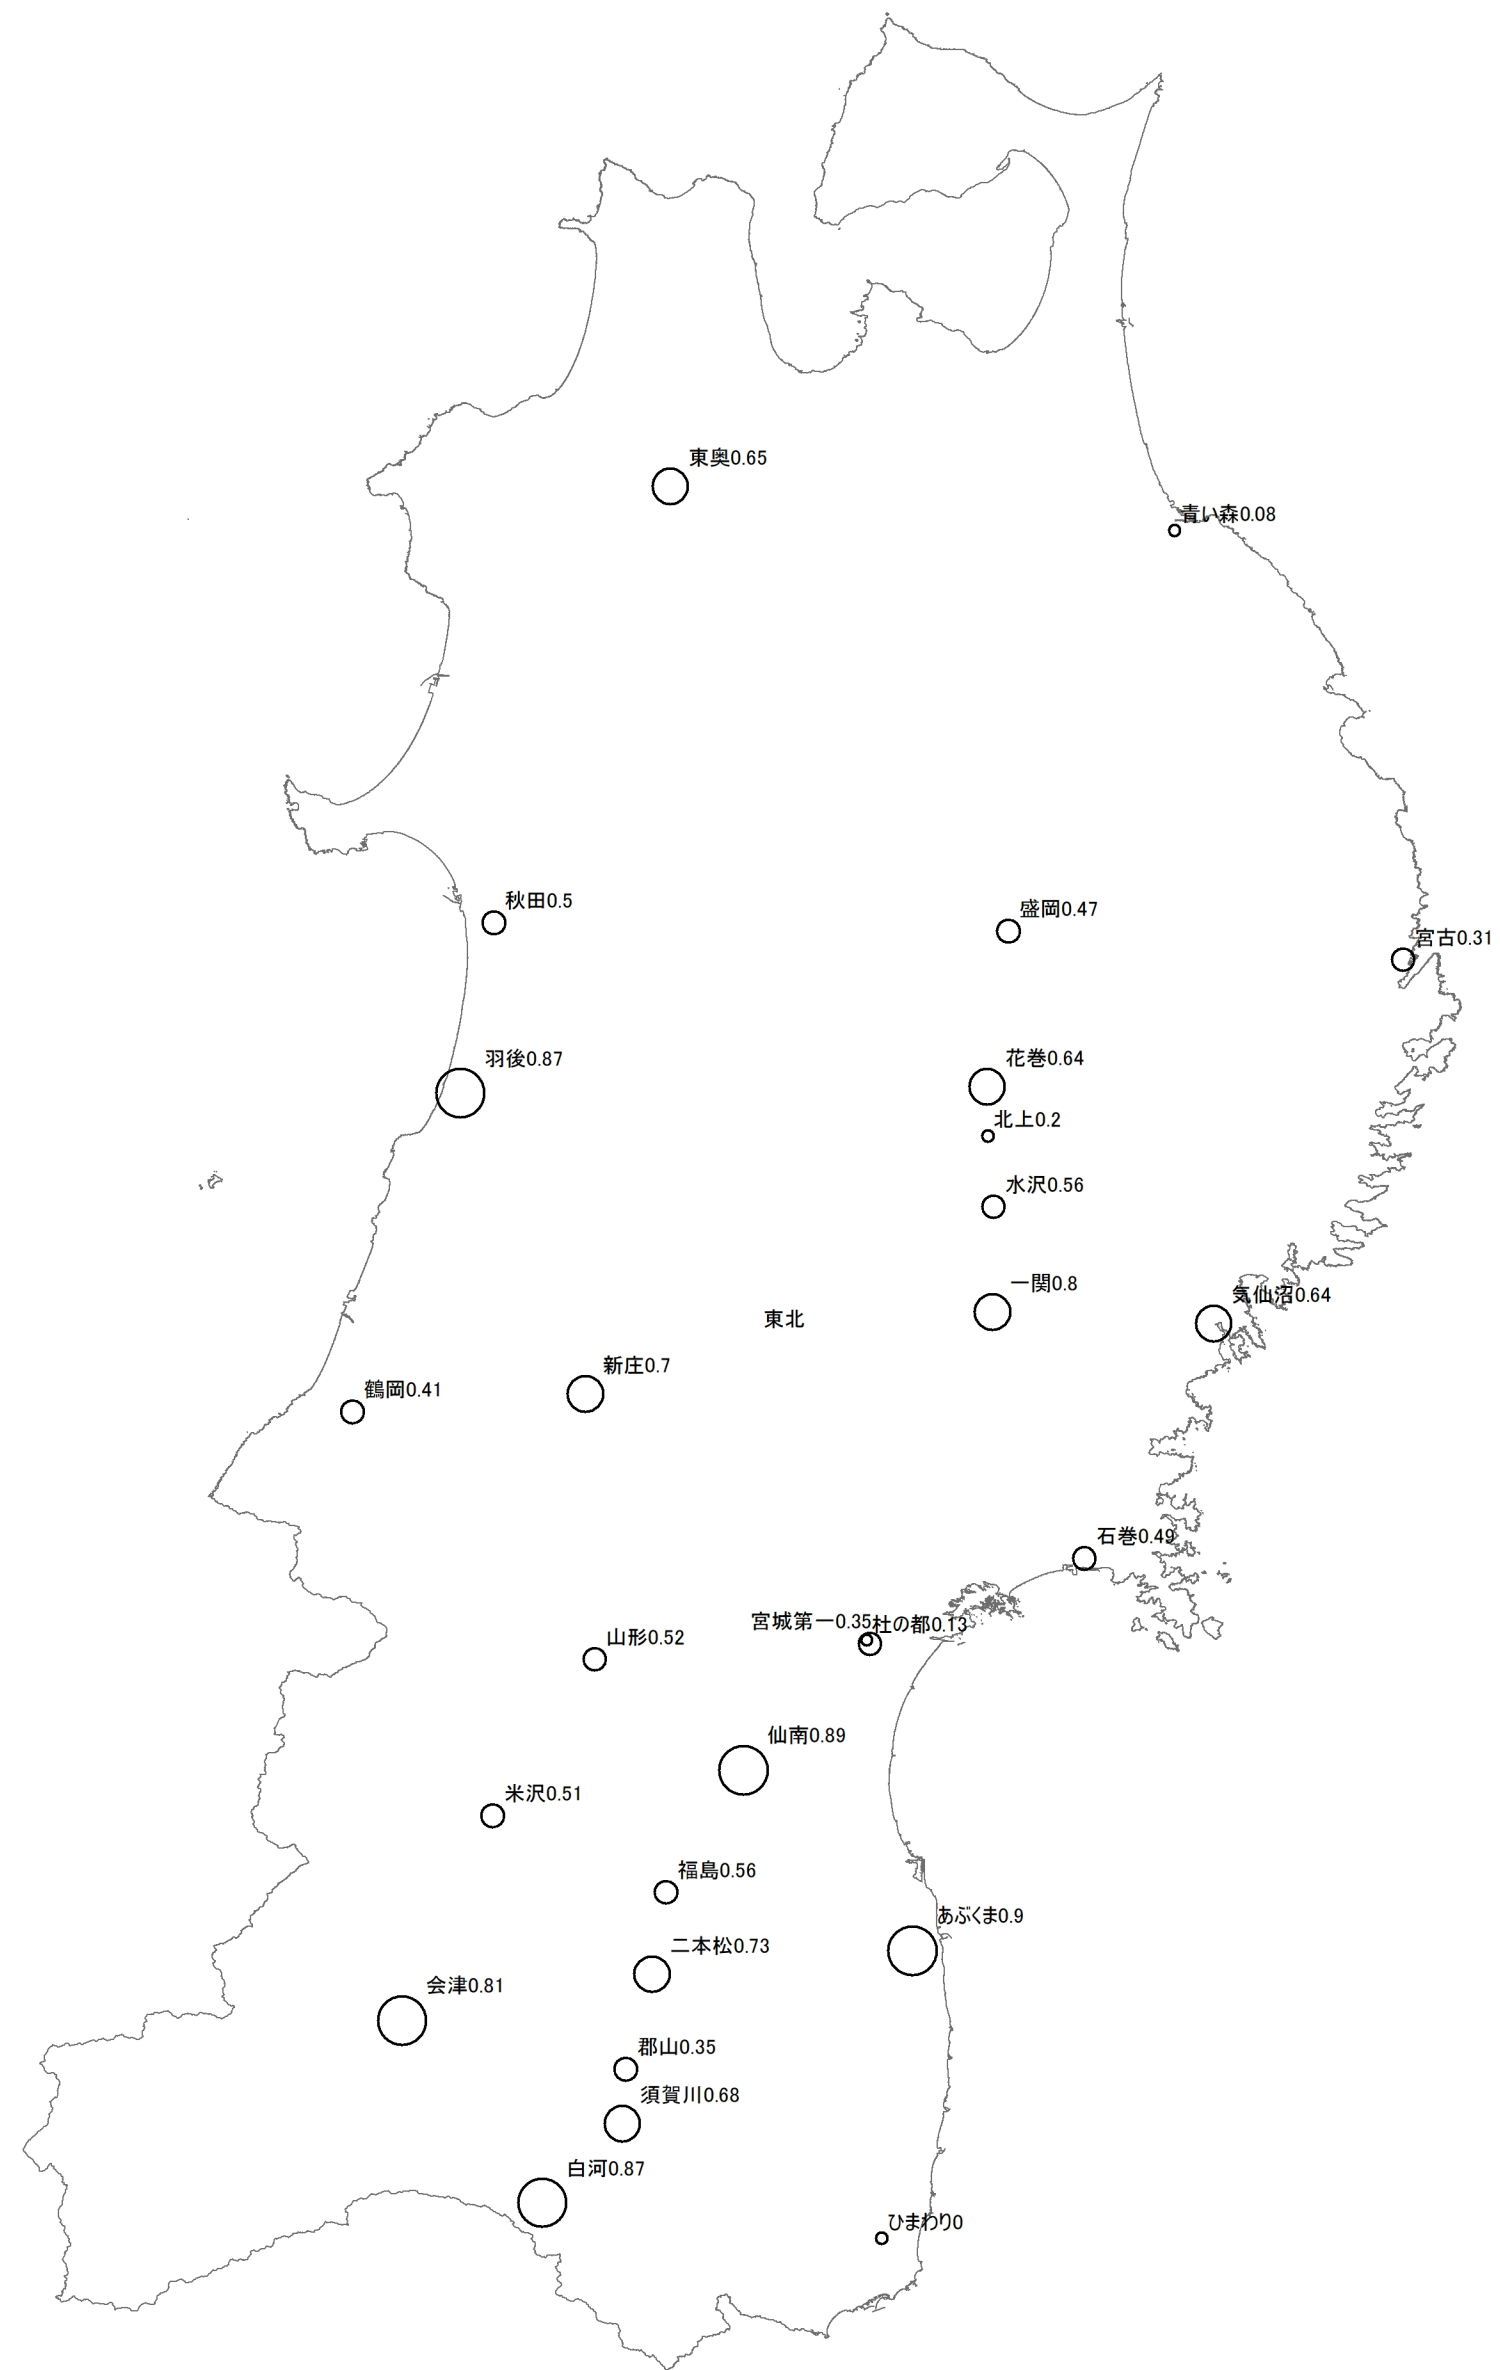 東奥0.65
青い森0.08
秋田0.5
盛岡0.47
宮古0.31
羽後0.87
花巻0.64
北上0.2
水沢0.56
一関0.8
気仙沼0.64
東北
新庄0.7
鶴岡0.41
石巻0.49
宮城第一0.35
杜の都0.13
山形0.52
仙南0.89
米沢0.51
福島0.56
あぶくま0.9
二本松0.73
会津0.81
郡山0.35
須賀川0.68
白河0.87
ひまわり0